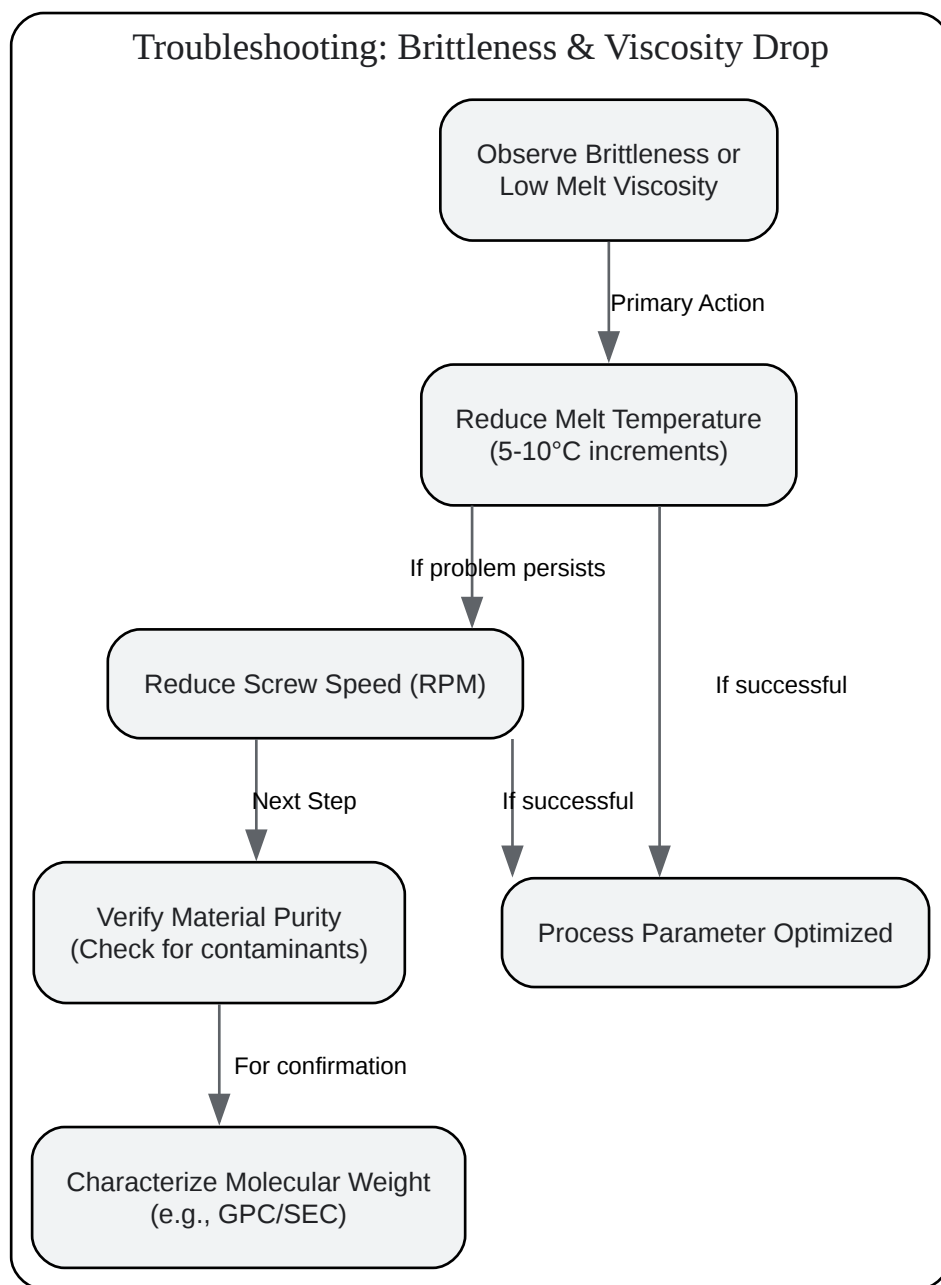 Troubleshooting: Brittleness & Viscosity Drop
Observe Brittleness or
Low Melt Viscosity
Primary Action
Reduce Melt Temperature
(5-10°C increments)
If problem persists
Reduce Screw Speed (RPM)
If successful
Next Step
If successful
Verify Material Purity
(Check for contaminants)
Process Parameter Optimized
For confirmation
Characterize Molecular Weight
(e.g., GPC/SEC)